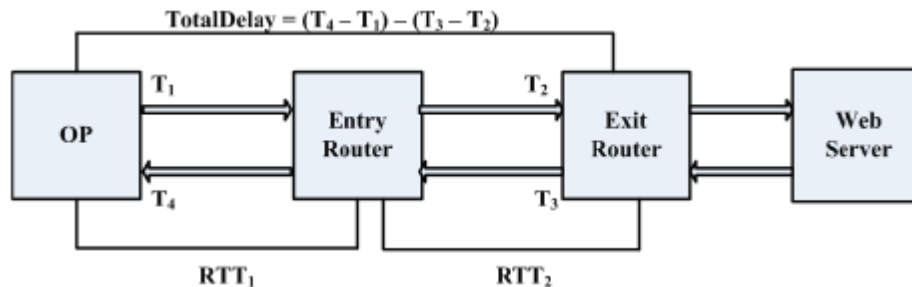 TotalDelay = (T₄ – T₁) – (T₃ – T₂)
T₁
T₂
OP
Entry
Router
Exit
Router
Web
Server
T₄
T₃
RTT₁
RTT₂